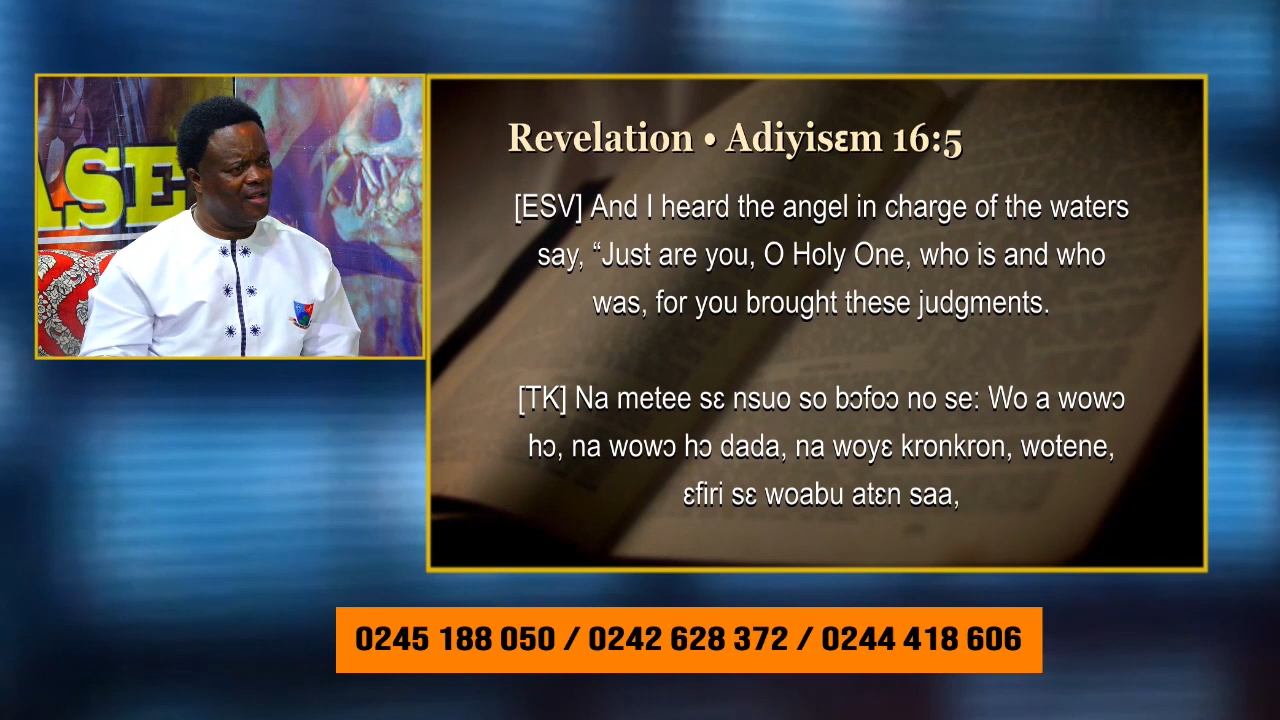 ASE
Revelation • Adiyisɛm 16:5
[ESV] And I heard the angel in charge of the waters
say, “Just are you, O Holy One, who is and who
was, for you brought these judgments.
[TK] Na metee sɛ nsuo so bɔfoɔ no se: Wo a wowɔ
hɔ, na wowɔ hɔ dada, na woyɛ kronkron, wotene,
ɛfiri sɛ woabu atɛn saa,
0245 188 050 / 0242 628 372 / 0244 418 606